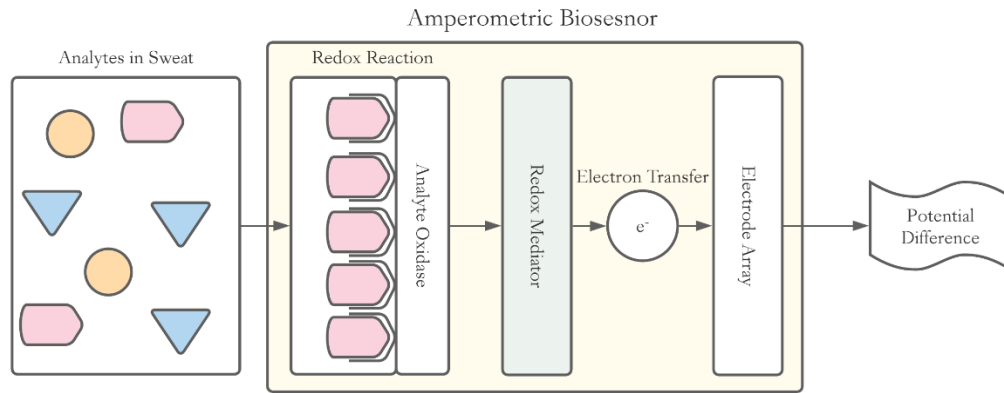 Amperometric Biosesnor
Analytes in Sweat
Redox Reaction
Analyte Oxidase
Redox Mediator
Electron Transfer
e-
Electrode Array
Potential
Difference